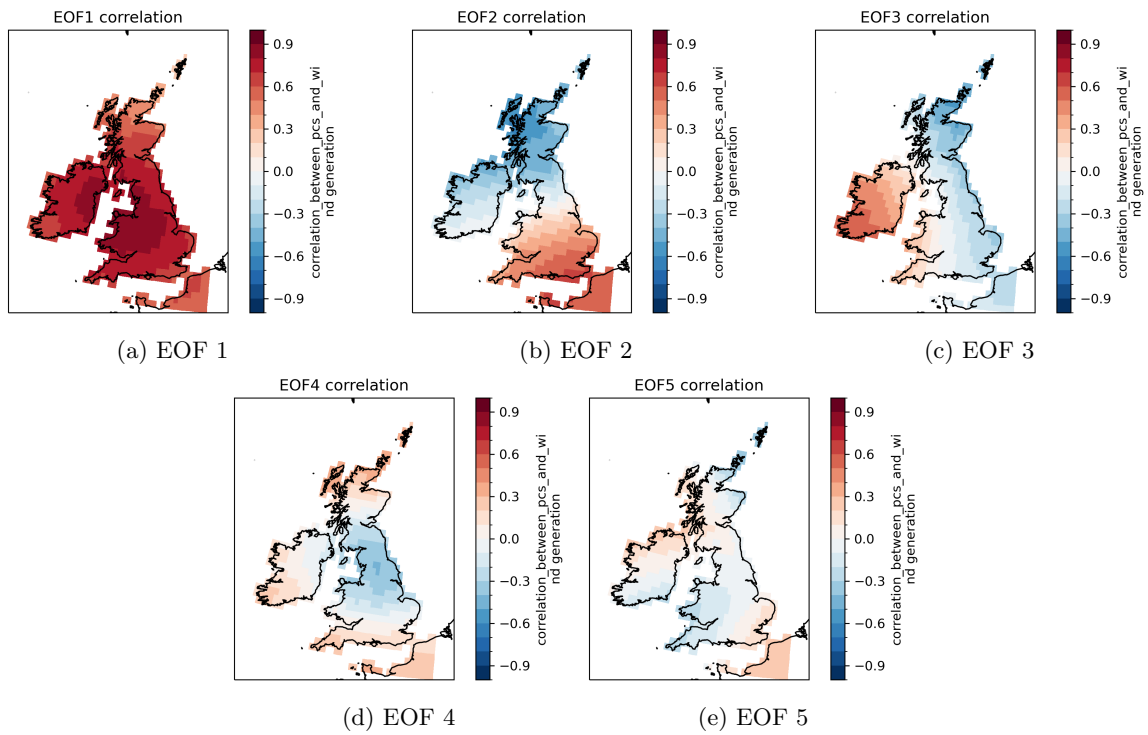 EOF1 correlation
0.9
0.6
0.3
0.0
−0.3
−0.6
−0.9
correlation_between_pcs_and_wi
nd generation
(a) EOF 1
EOF2 correlation
0.9
0.6
0.3
0.0
−0.3
−0.6
−0.9
correlation_between_pcs_and_wi
nd generation
(b) EOF 2
EOF3 correlation
0.9
0.6
0.3
0.0
−0.3
−0.6
−0.9
correlation_between_pcs_and_wi
nd generation
(c) EOF 3
EOF4 correlation
0.9
0.6
0.3
0.0
−0.3
−0.6
−0.9
correlation_between_pcs_and_wi
nd generation
(d) EOF 4
EOF5 correlation
0.9
0.6
0.3
0.0
−0.3
−0.6
−0.9
correlation_between_pcs_and_wi
nd generation
(e) EOF 5